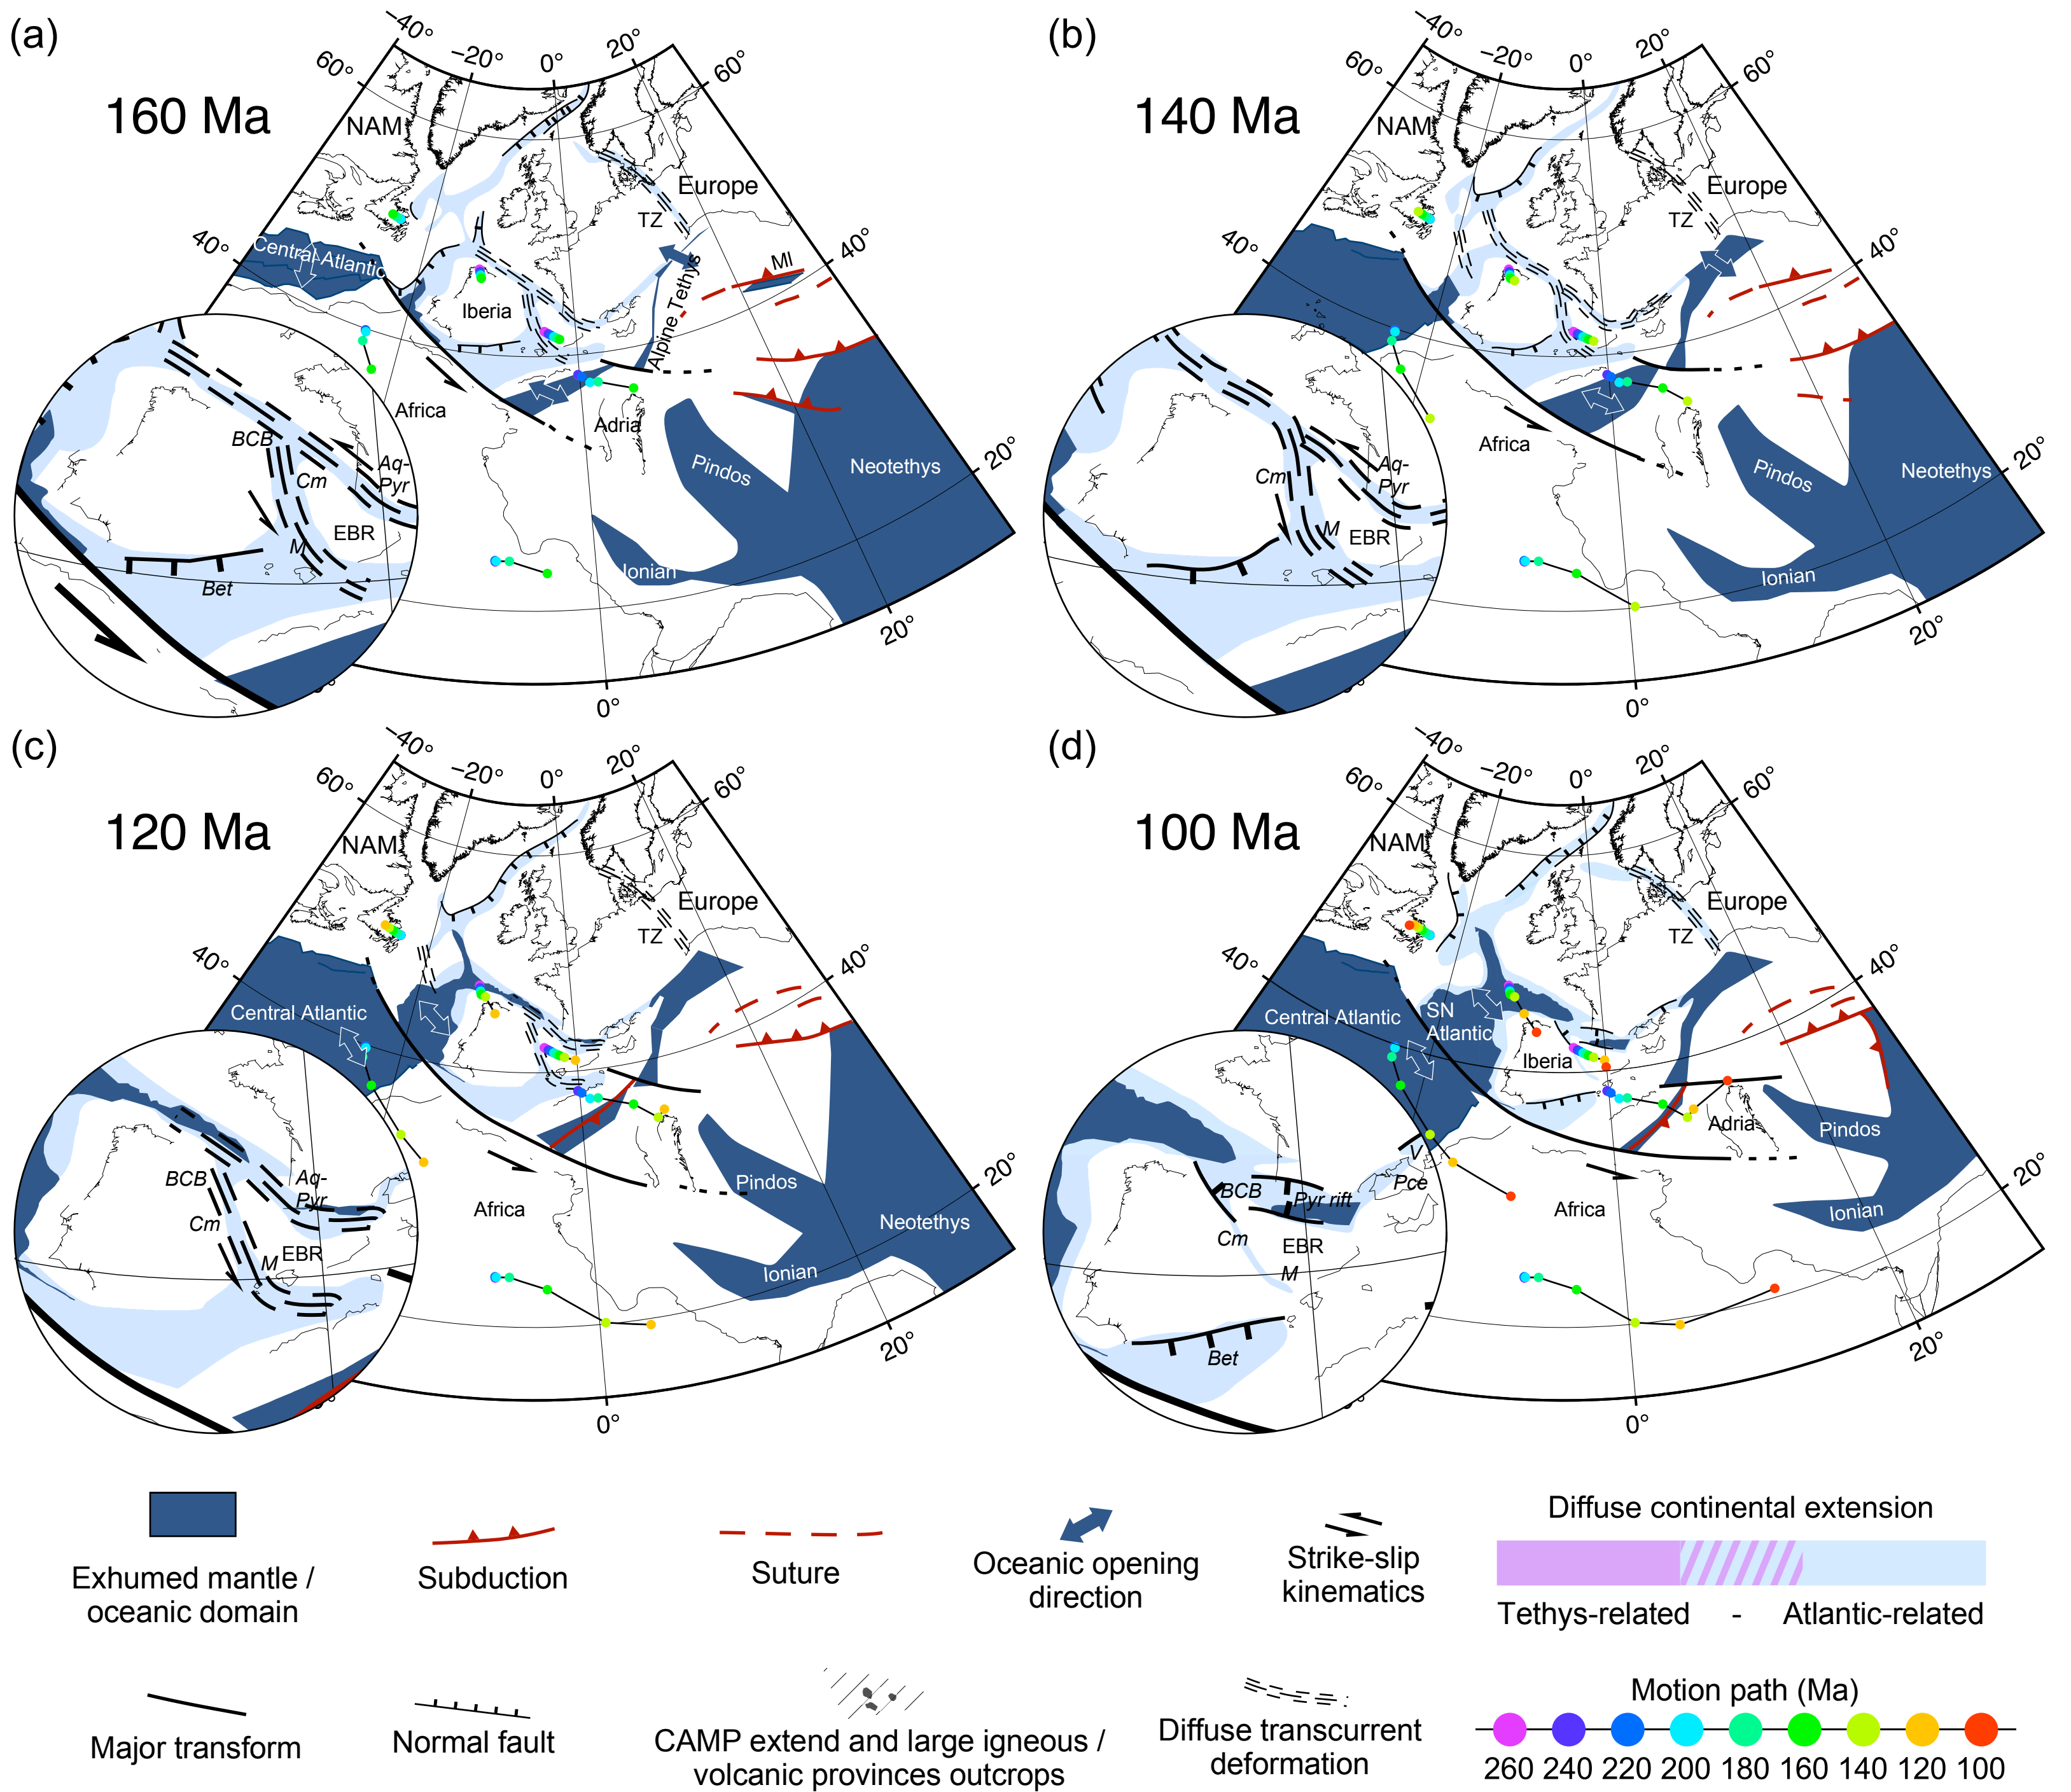 (a)
160 Ma
−40°
−20°
0°
20°
60°
60°
40°
40°
20°
20°
0°
NAM
Europe
TZ
Central Atlantic
Iberia
Alpine Tethys
MI
Africa
Adria
Pindos
Neotethys
Ionian
BCB
Cm
Aq-
Pyr
EBR
M
Bet
(b)
140 Ma
−40°
−20°
0°
20°
60°
60°
40°
40°
20°
20°
0°
NAM
Europe
TZ
Africa
Pindos
Neotethys
Ionian
Cm
Aq-
Pyr
M
EBR
(c)
120 Ma
−40°
−20°
0°
20°
60°
60°
40°
40°
20°
20°
0°
NAM
Europe
TZ
Central Atlantic
Africa
Pindos
Neotethys
Ionian
BCB
Aq-
Pyr
Cm
EBR
M
(d)
100 Ma
−40°
−20°
0°
20°
60°
60°
40°
40°
20°
20°
0°
NAM
Europe
TZ
Central Atlantic
SN
Atlantic
Iberia
Adria
Africa
Pindos
Ionian
V
Pce
BCB
Pyr rift
Cm
EBR
M
Bet
Exhumed mantle /
oceanic domain
Subduction
Suture
Oceanic opening
direction
Strike-slip
kinematics
Diffuse continental extension
Tethys-related - Atlantic-related
Major transform
Normal fault
CAMP extend and large igneous /
volcanic provinces outcrops
Diffuse transcurrent
deformation
Motion path (Ma)
260 240 220 200 180 160 140 120 100